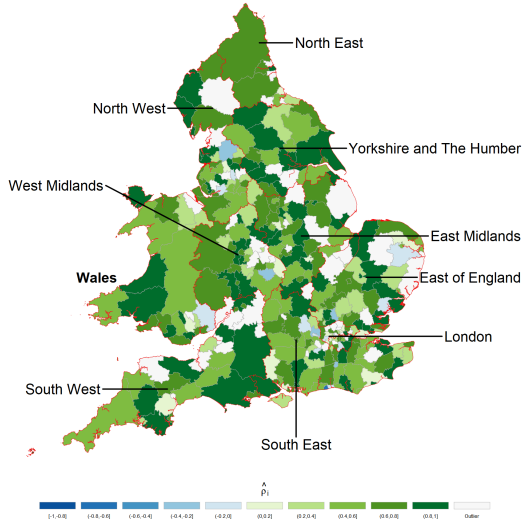 North East
North West
Yorkshire and The Humber
West Midlands
East Midlands
Wales
East of England
London
South West
South East
ρ̂ i
[-1,-0.8] (-0.8,-0.6] (-0.6,-0.4] (-0.4,-0.2] (-0.2,0] (0,0.2] (0.2,0.4] (0.4,0.6] (0.6,0.8] (0.8,1] Outlier